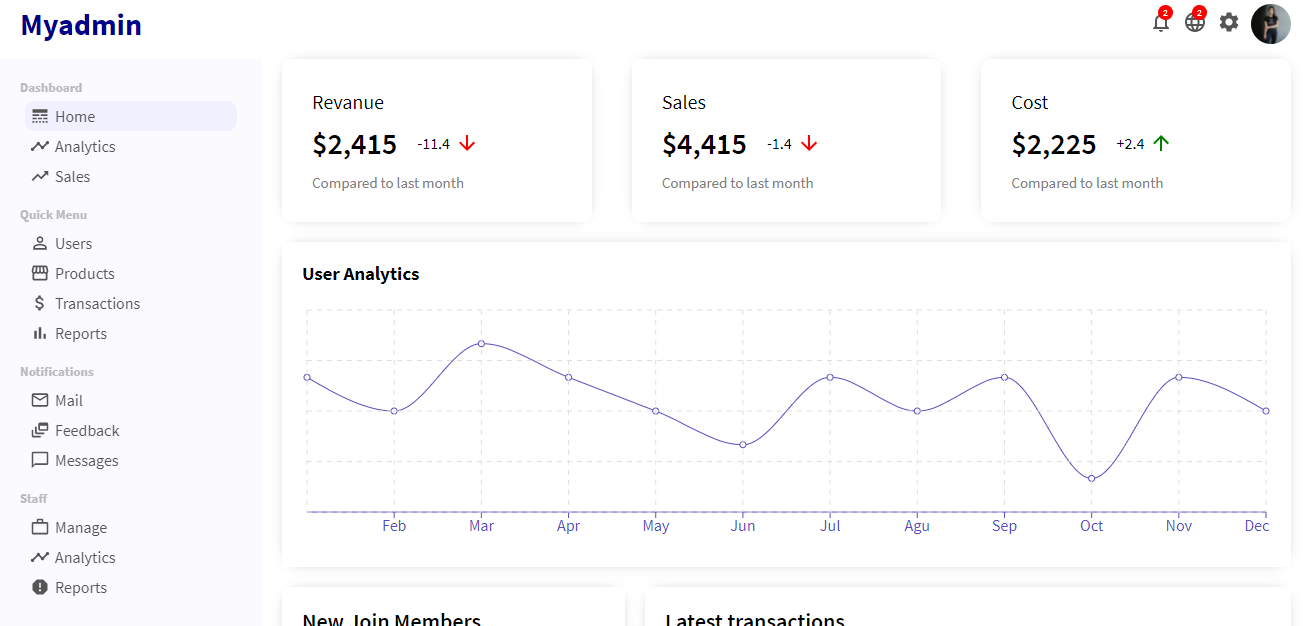 Myadmin
2
2
Dashboard
Home
Analytics
Sales
Quick Menu
Users
Products
Transactions
Reports
Notifications
Mail
Feedback
Messages
Staff
Manage
Analytics
Reports
Revanue
$2,415 -11.4
Compared to last month
Sales
$4,415 -1.4
Compared to last month
Cost
$2,225 +2.4
Compared to last month
User Analytics
Feb Mar Apr May Jun Jul Agu Sep Oct Nov Dec
New Join Members
Latest transactions